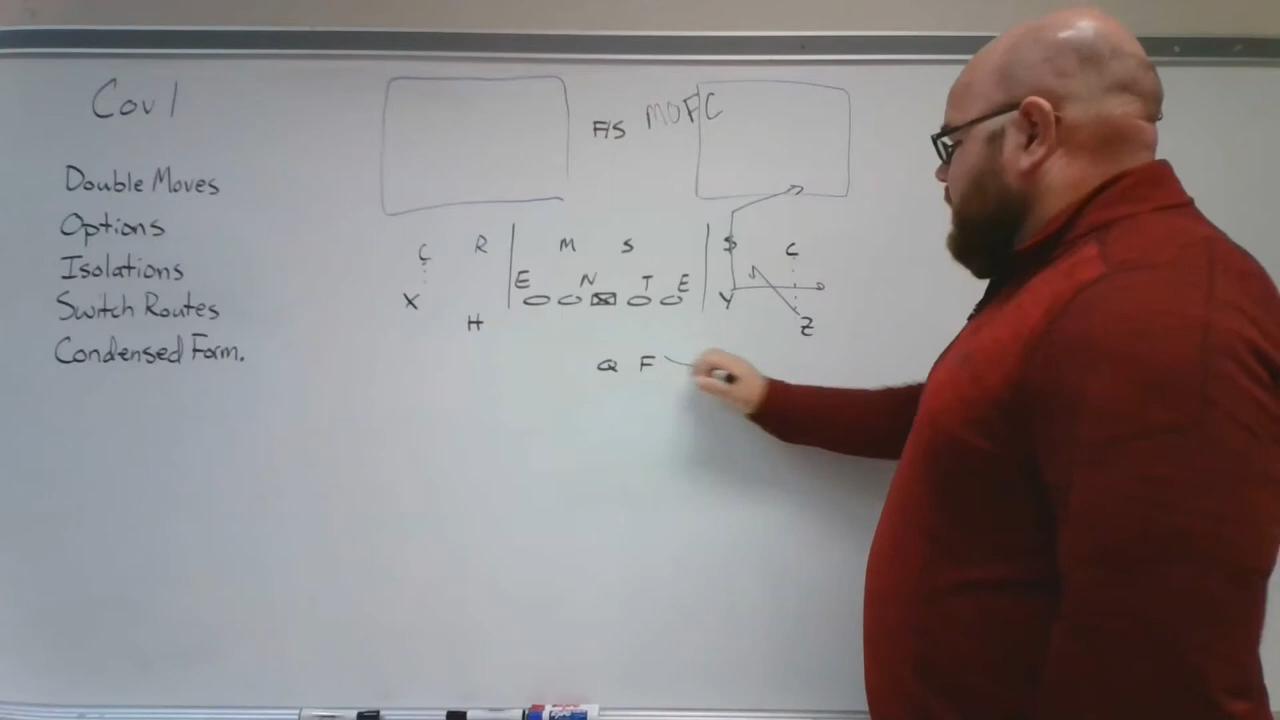 Cov 1
Double Moves
Options
Isolations
Switch Routes
Condensed Form.
F/S MOFC
C R M S $ C
E N T E
X Y
H Z
Q F